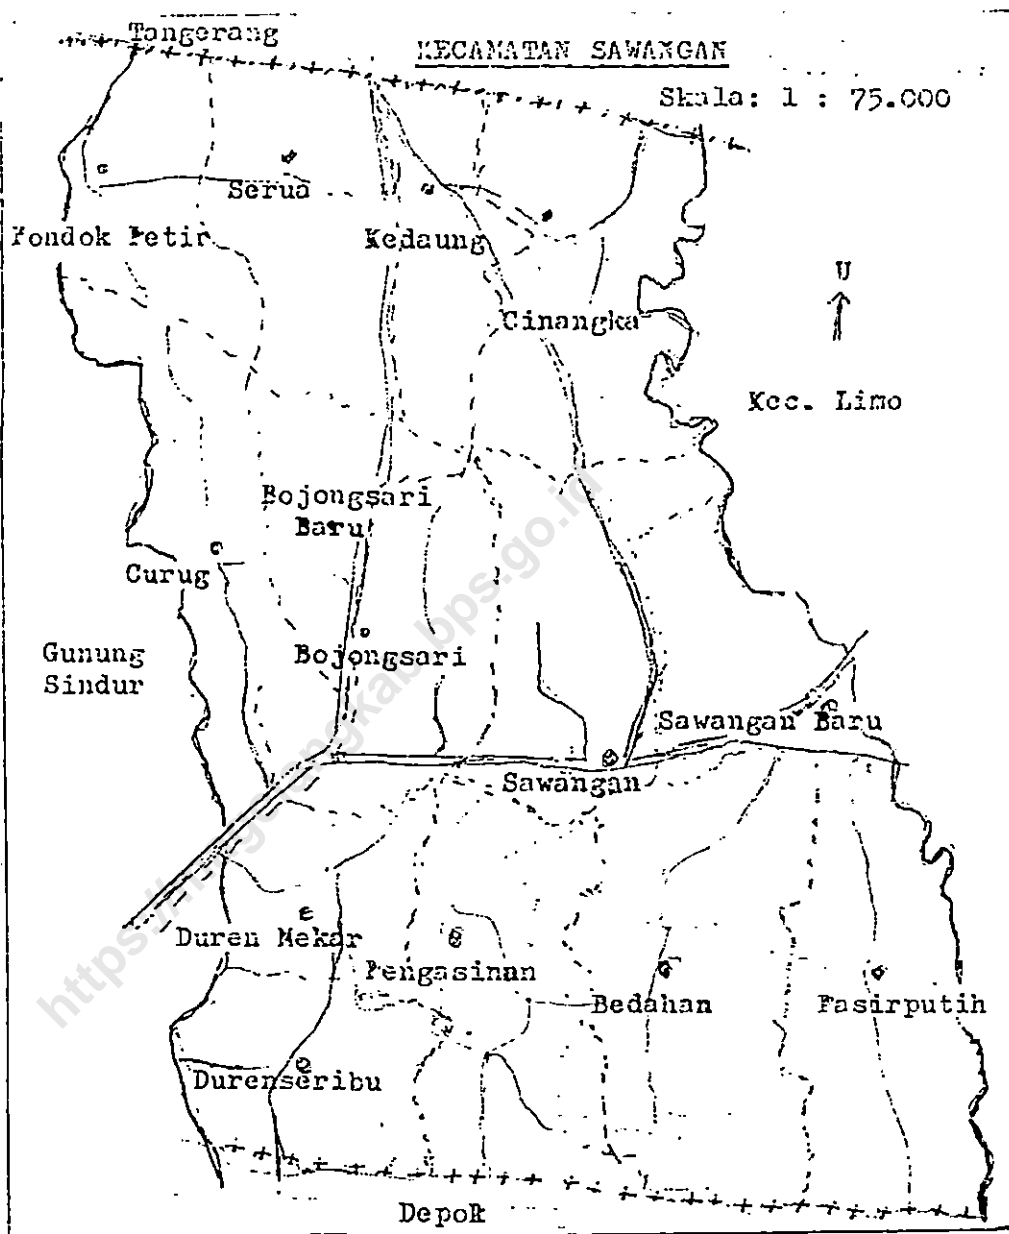 Tangerang
KECAMATAN SAWANGAN
Skala: 1 : 75.000
Serua
Pondok Petir
Kedaung
U
Cinangka
Kec. Limo
Bojongsari
Baru
Curug
Gunung
Sindur
Bojongsari
Sawangan Baru
Sawangan
Duren Mekar
Pengasinan
Bedahan
Pasirputih
Durenseribu
Depok